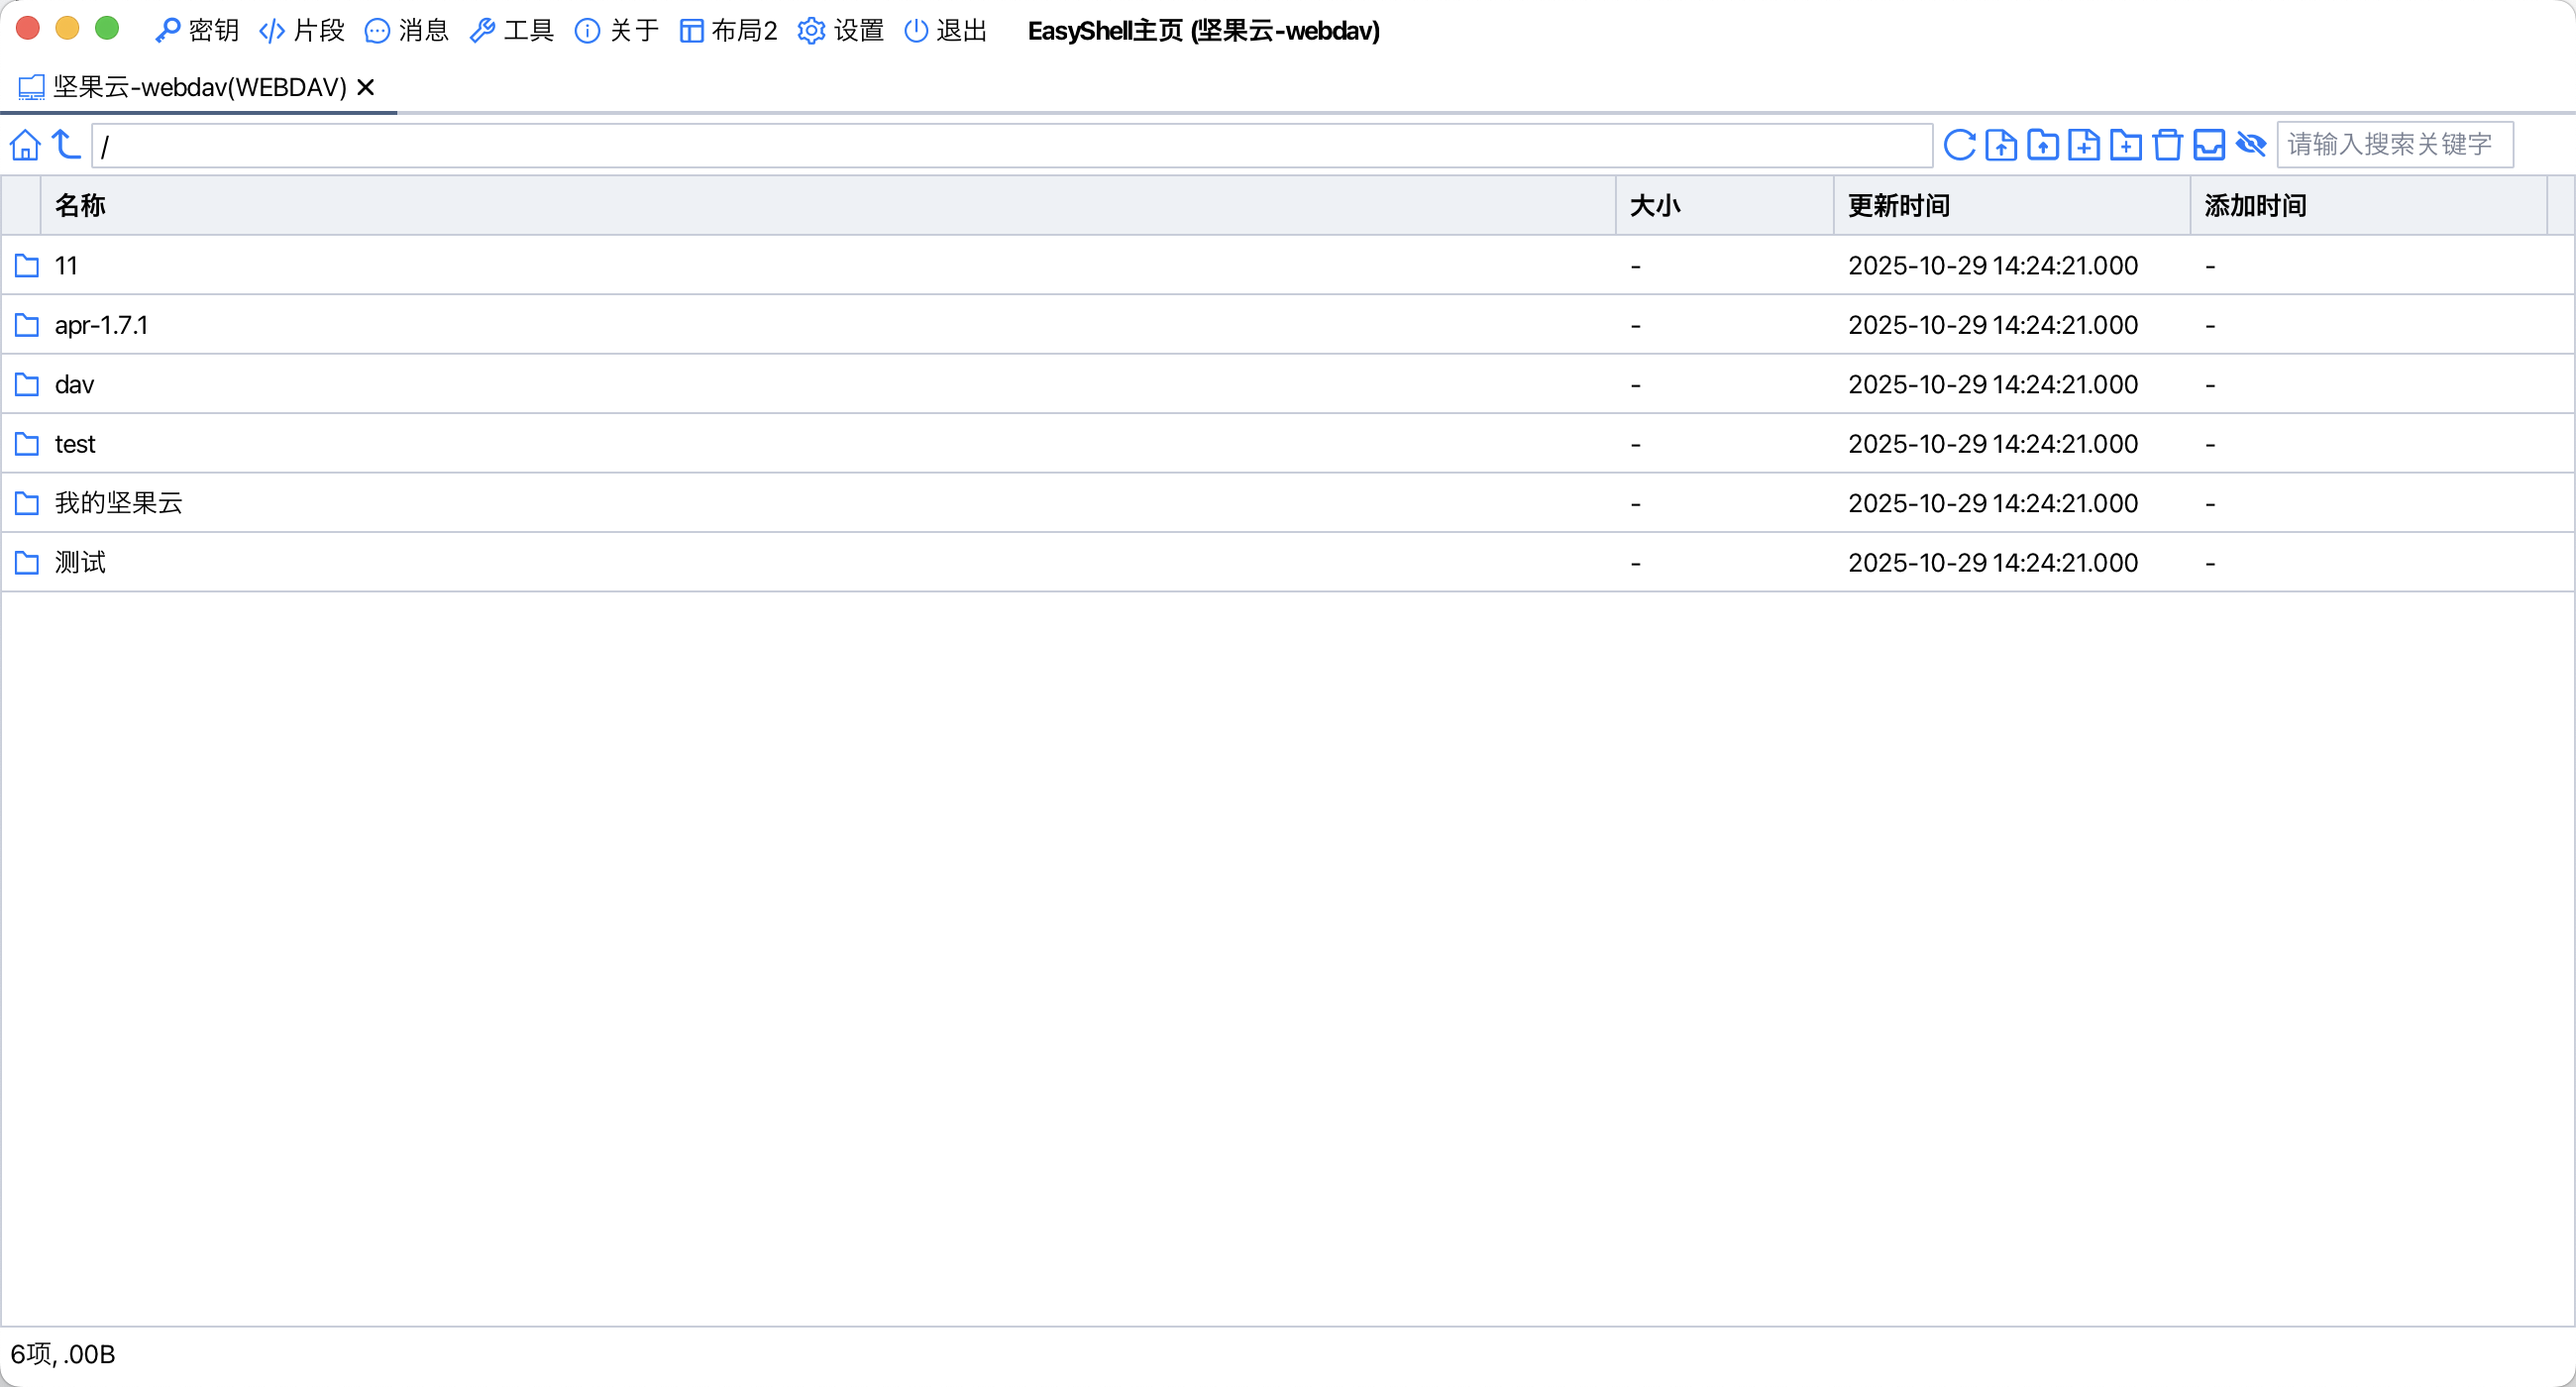 密钥 片段 消息 工具 关于 布局2 设置 退出 EasyShell主页 (坚果云-webdav)
坚果云-webdav(WEBDAV)
/ 请输入搜索关键字
名称 大小 更新时间 添加时间
11 - 2025-10-29 14:24:21.000 -
apr-1.7.1 - 2025-10-29 14:24:21.000 -
dav - 2025-10-29 14:24:21.000 -
test - 2025-10-29 14:24:21.000 -
我的坚果云 - 2025-10-29 14:24:21.000 -
测试 - 2025-10-29 14:24:21.000 -
6项, .00B